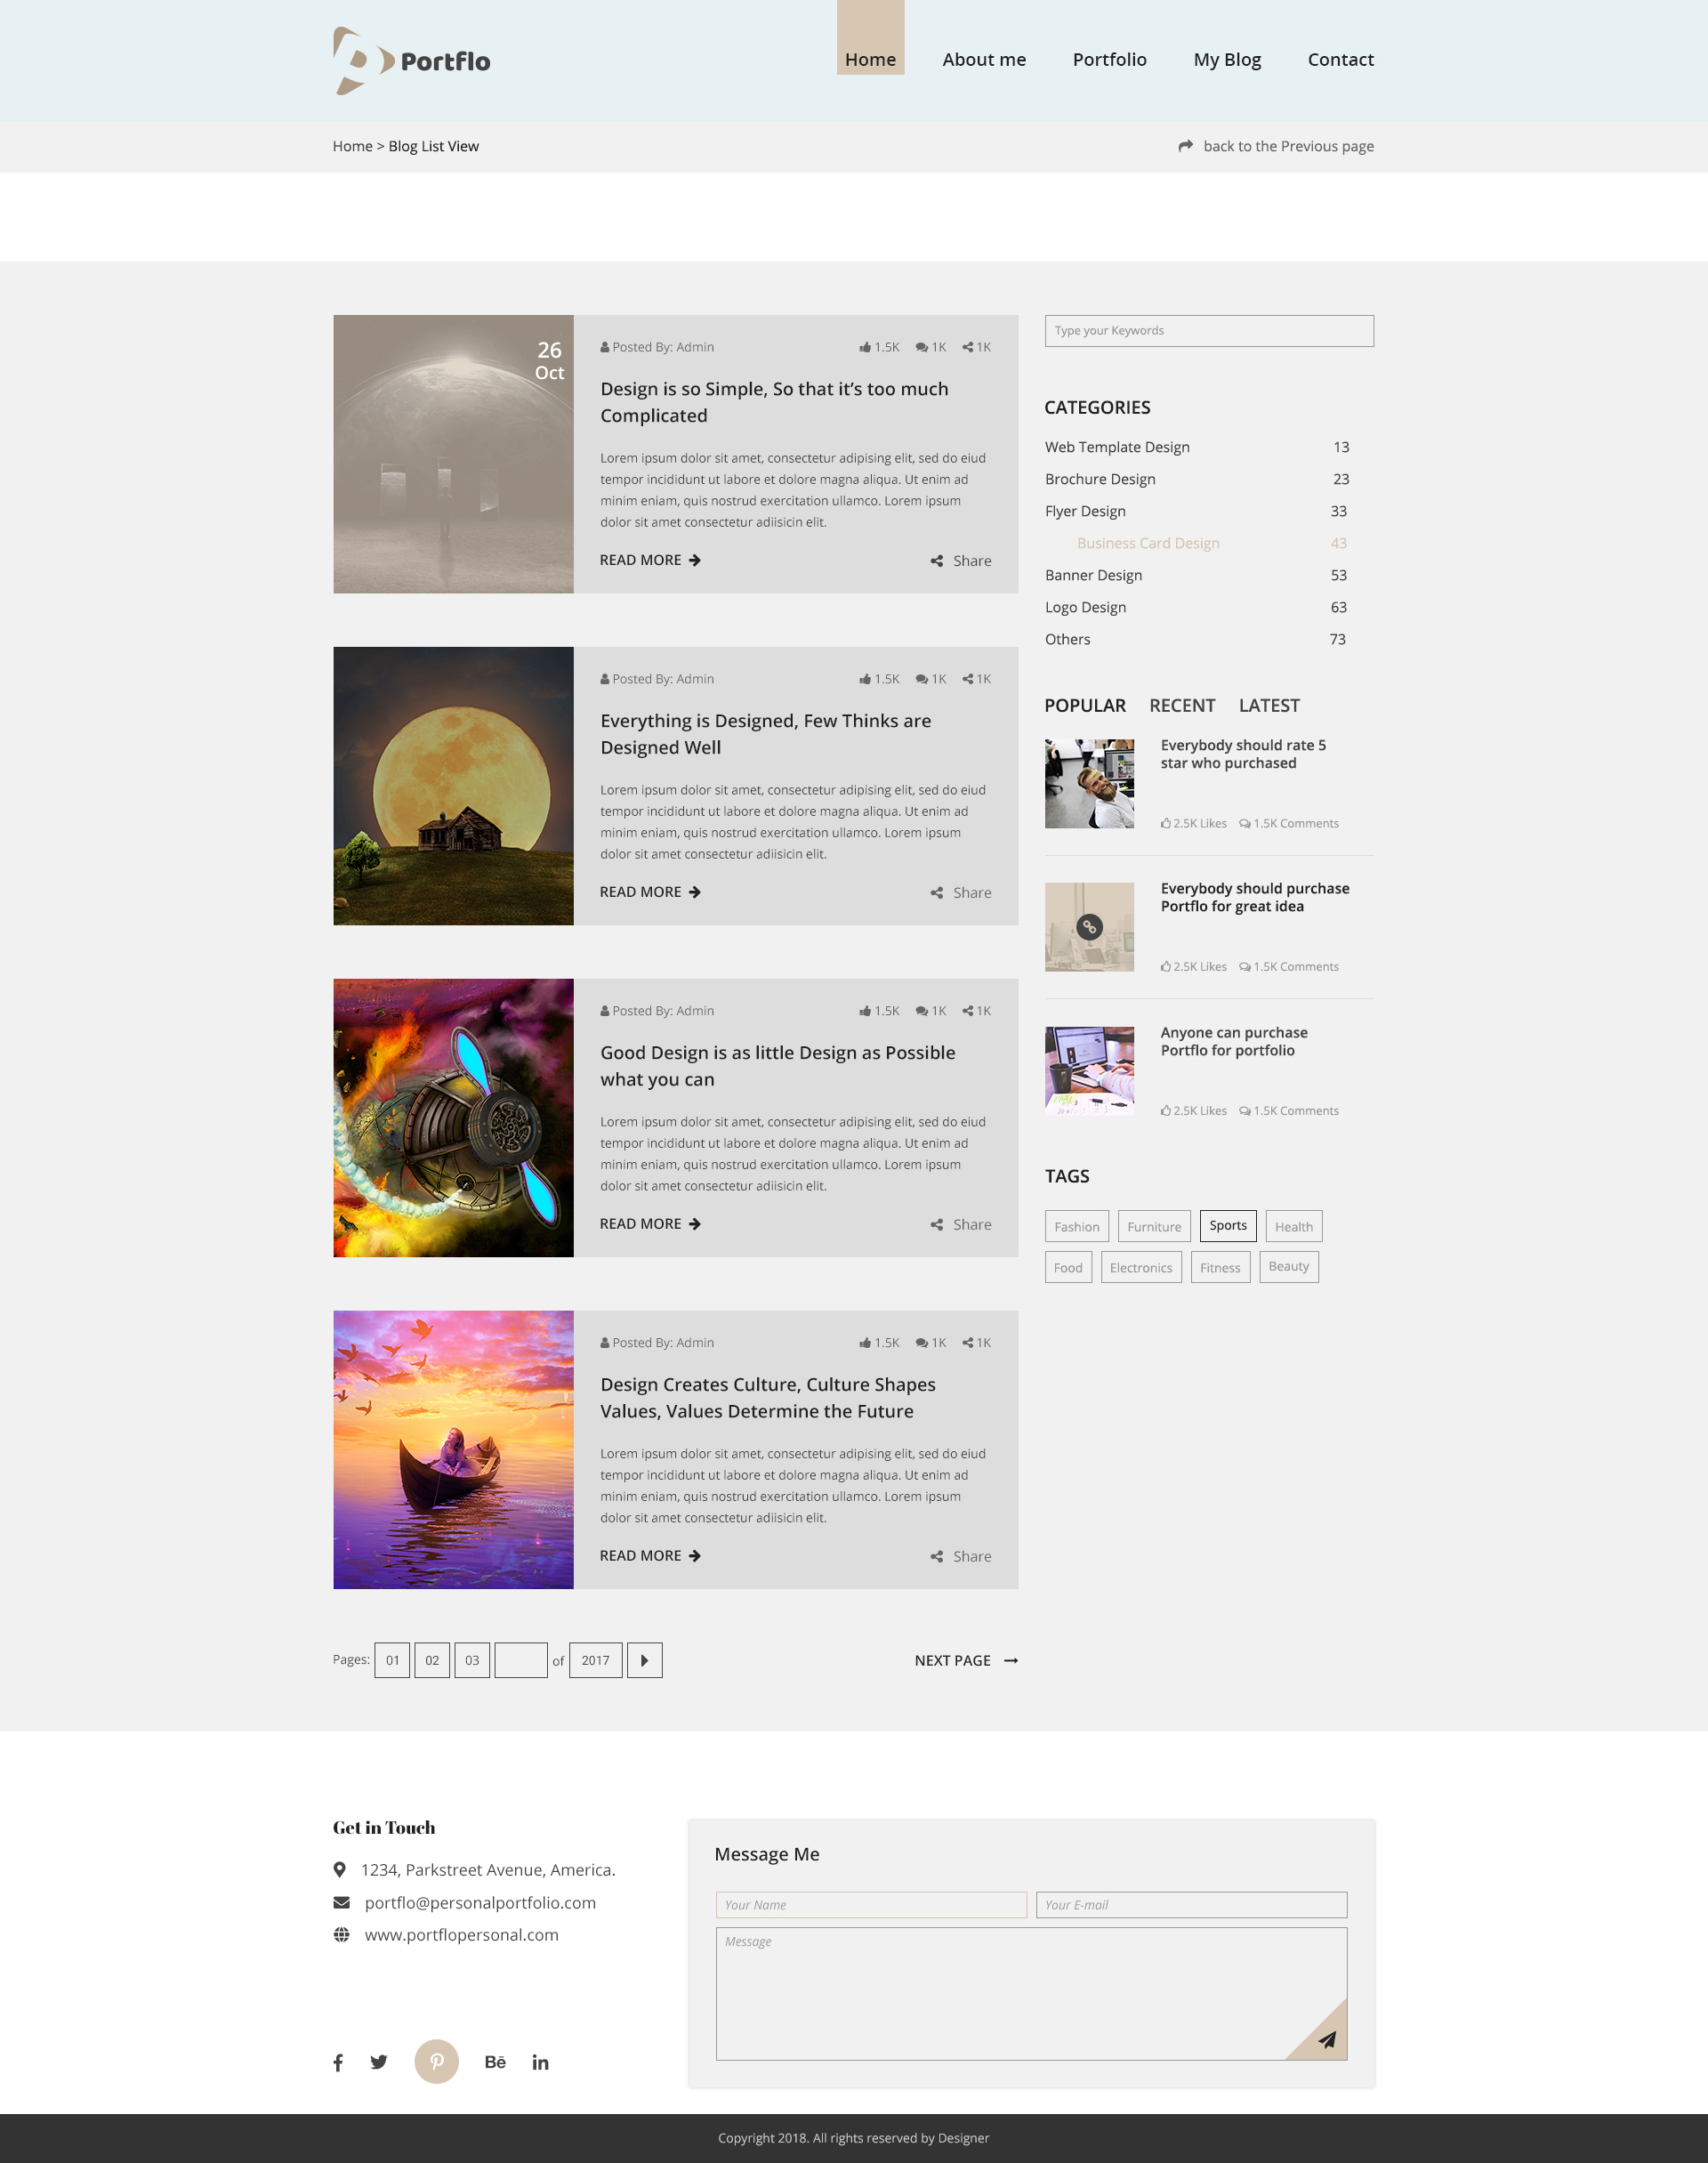 Portflo
Home About me Portfolio My Blog Contact
Home > Blog List View
back to the Previous page
26
Oct
Posted By: Admin 1.5K 1K 1K
Design is so Simple, So that it’s too much
Complicated
Lorem ipsum dolor sit amet, consectetur adipising elit, sed do eiud
tempor incididunt ut labore et dolore magna aliqua. Ut enim ad
minim eniam, quis nostrud exercitation ullamco. Lorem ipsum
dolor sit amet consectetur adiisicin elit.
READ MORE Share
Posted By: Admin 1.5K 1K 1K
Everything is Designed, Few Thinks are
Designed Well
Lorem ipsum dolor sit amet, consectetur adipising elit, sed do eiud
tempor incididunt ut labore et dolore magna aliqua. Ut enim ad
minim eniam, quis nostrud exercitation ullamco. Lorem ipsum
dolor sit amet consectetur adiisicin elit.
READ MORE Share
Posted By: Admin 1.5K 1K 1K
Good Design is as little Design as Possible
what you can
Lorem ipsum dolor sit amet, consectetur adipising elit, sed do eiud
tempor incididunt ut labore et dolore magna aliqua. Ut enim ad
minim eniam, quis nostrud exercitation ullamco. Lorem ipsum
dolor sit amet consectetur adiisicin elit.
READ MORE Share
Posted By: Admin 1.5K 1K 1K
Design Creates Culture, Culture Shapes
Values, Values Determine the Future
Lorem ipsum dolor sit amet, consectetur adipising elit, sed do eiud
tempor incididunt ut labore et dolore magna aliqua. Ut enim ad
minim eniam, quis nostrud exercitation ullamco. Lorem ipsum
dolor sit amet consectetur adiisicin elit.
READ MORE Share
Pages: 01 02 03 of 2017
NEXT PAGE
Type your Keywords
CATEGORIES
Web Template Design 13
Brochure Design 23
Flyer Design 33
Business Card Design 43
Banner Design 53
Logo Design 63
Others 73
POPULAR RECENT LATEST
Everybody should rate 5
star who purchased
2.5K Likes 1.5K Comments
Everybody should purchase
Portflo for great idea
2.5K Likes 1.5K Comments
Anyone can purchase
Portflo for portfolio
2.5K Likes 1.5K Comments
TAGS
Fashion Furniture Sports Health
Food Electronics Fitness Beauty
Get in Touch
1234, Parkstreet Avenue, America.
portflo@personalportfolio.com
www.portflopersonal.com
Bē in
Message Me
Your Name Your E-mail
Message
Copyright 2018. All rights reserved by Designer